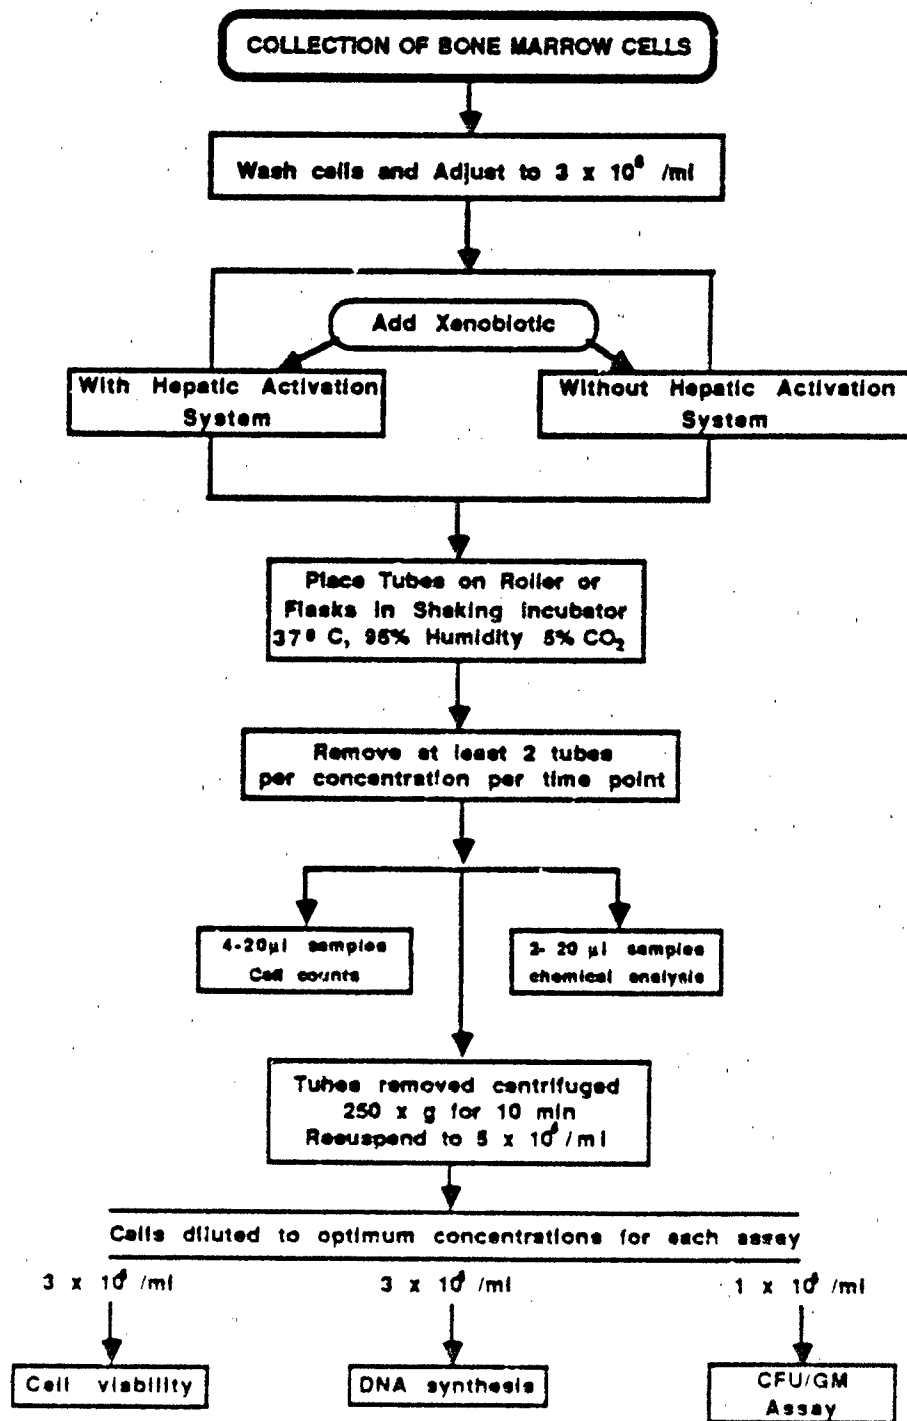 COLLECTION OF BONE MARROW CELLS
Wash cells and Adjust to 3 x 10⁶ /ml
Add Xenobiotic
With Hepatic Activation
System
Without Hepatic Activation
System
Place Tubes on Roller or
Flasks in Shaking incubator
37° C, 95% Humidity 5% CO₂
Remove at least 2 tubes
per concentration per time point
4-20µl samples
Cell counts
2- 20 µl samples
chemical analysis
Tubes removed centrifuged
250 x g for 10 min
Resuspend to 5 x 10⁶/ml
Cells diluted to optimum concentrations for each assay
3 x 10⁶ /ml
3 x 10⁶ /ml
1 x 10⁶ /ml
Cell viability
DNA synthesis
CFU/GM
Assay